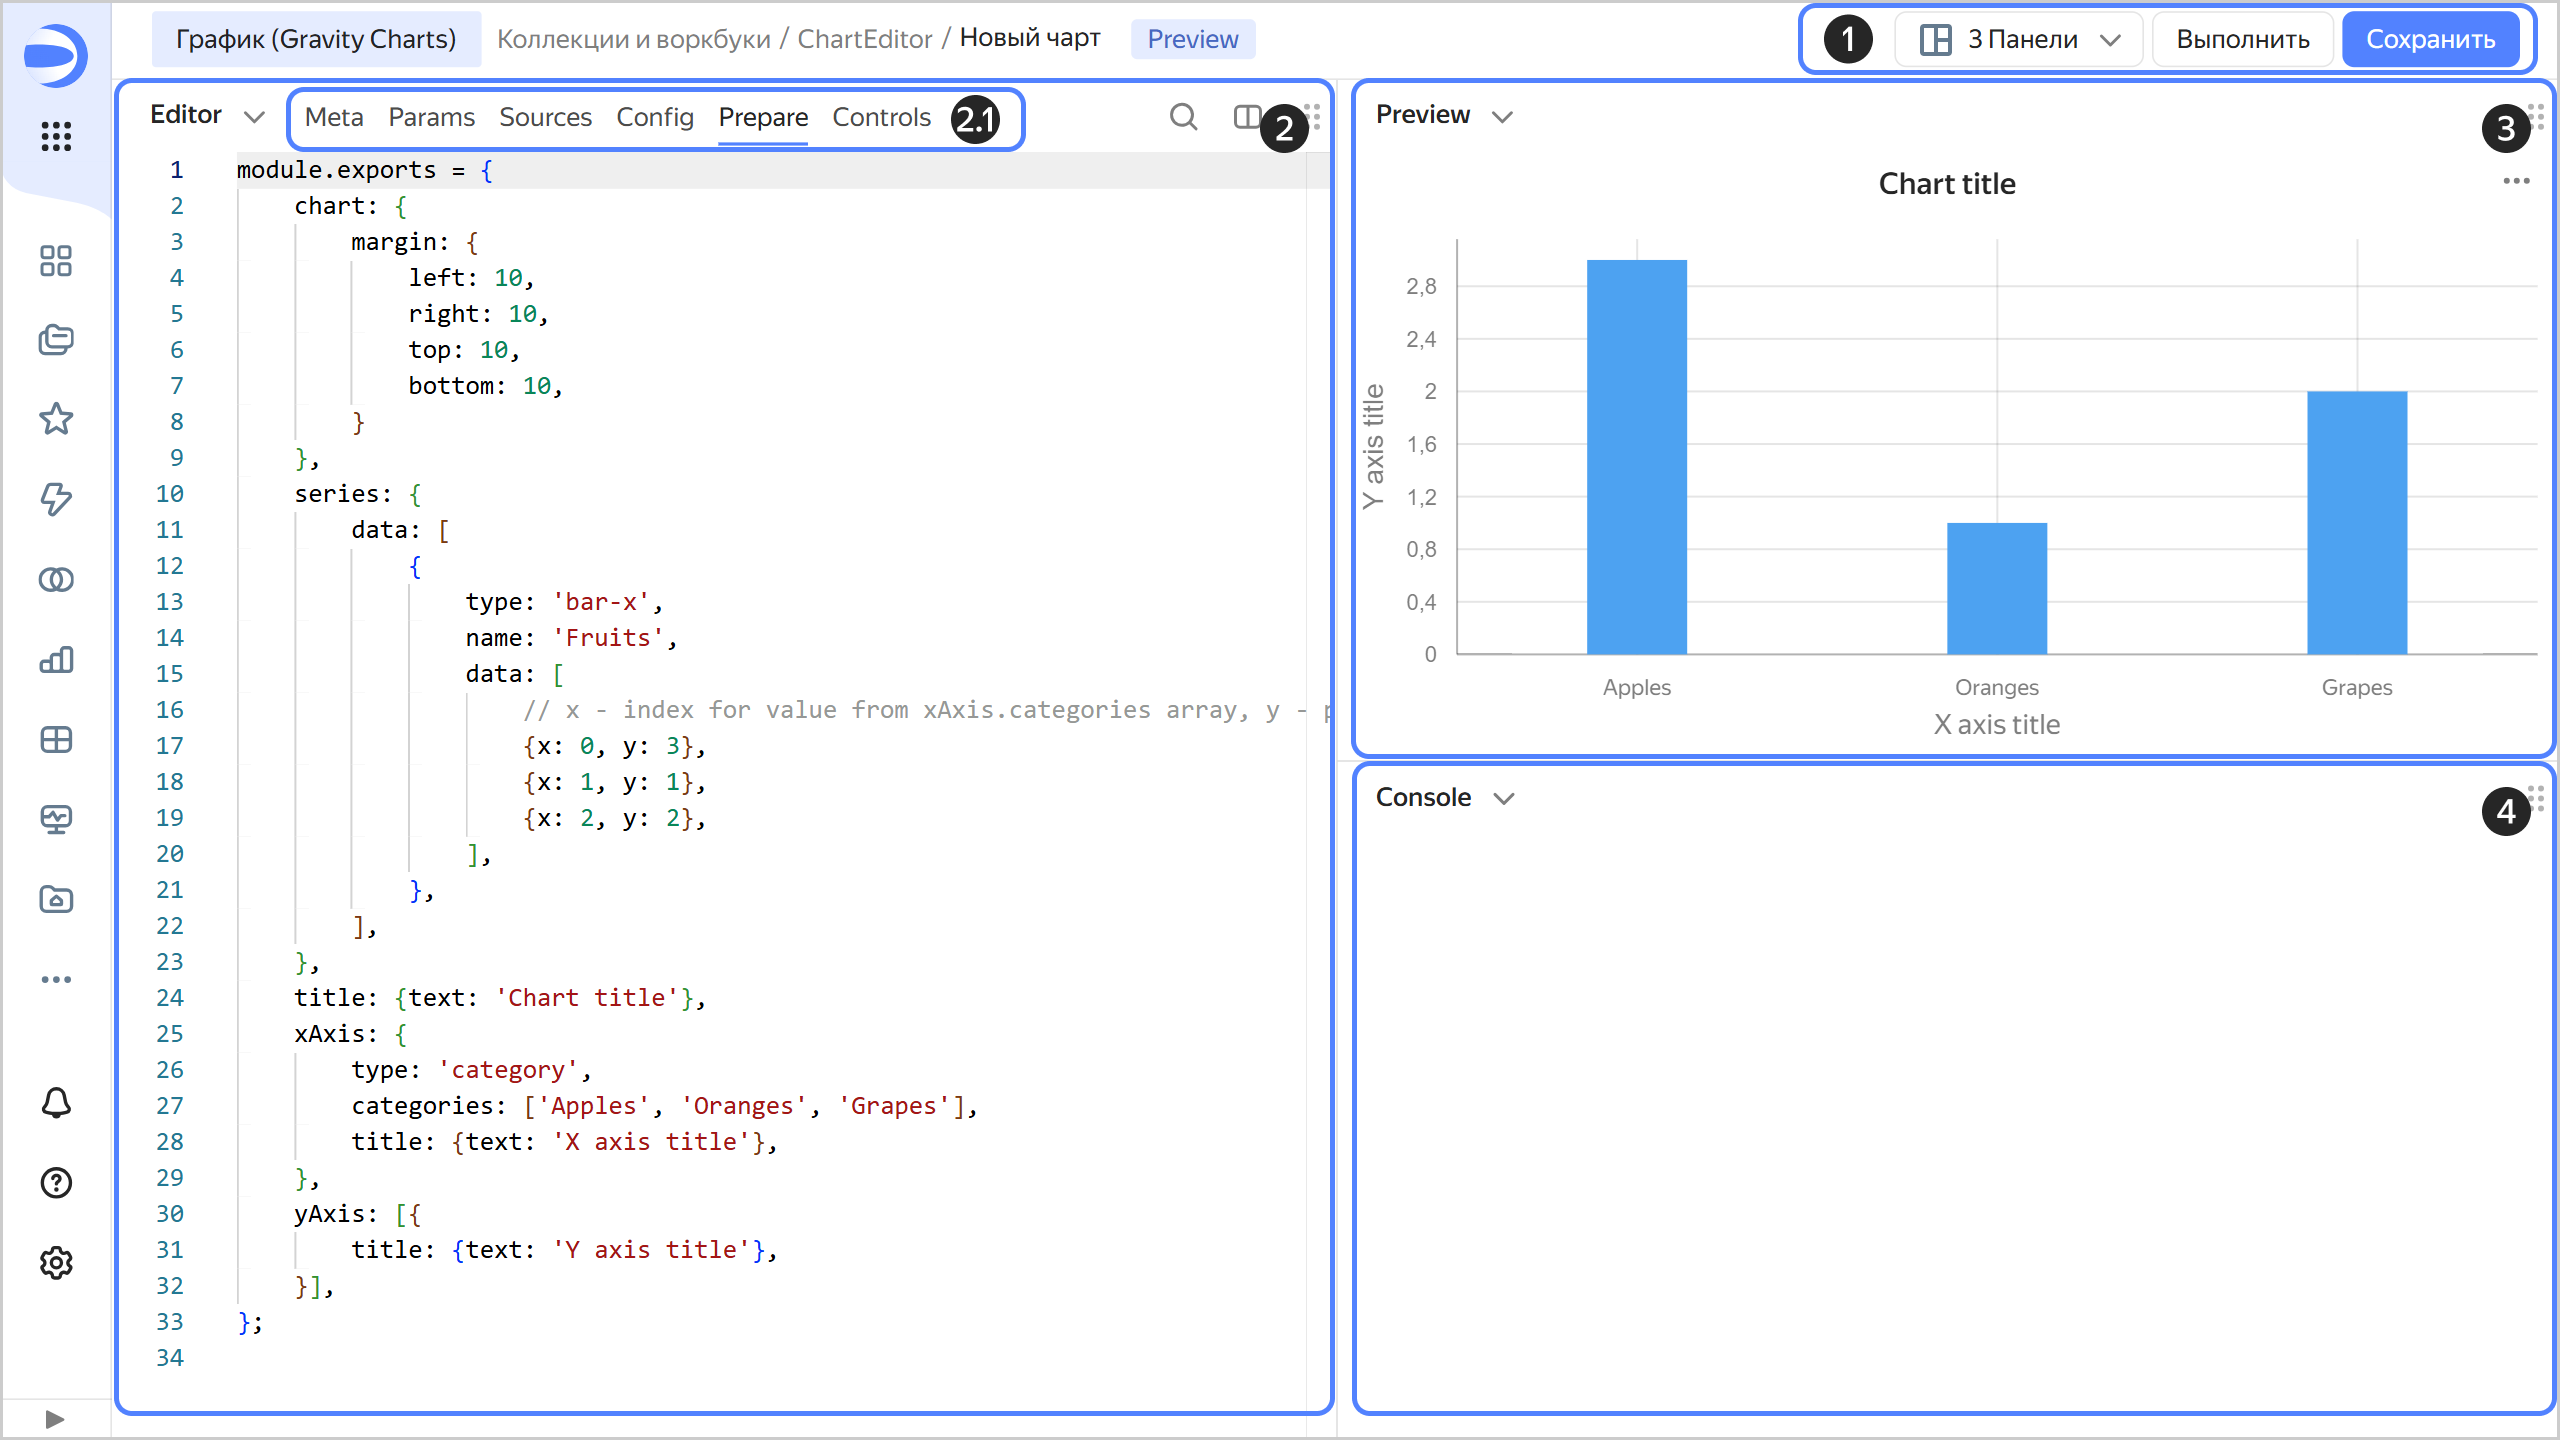 График (Gravity Charts) Коллекции и воркбуки / ChartEditor / Новый чарт Preview 1 3 Панели Выполнить Сохранить
Editor Meta Params Sources Config Prepare Controls 2.1 2
1 module.exports = {
2 chart: {
3 margin: {
4 left: 10,
5 right: 10,
6 top: 10,
7 bottom: 10,
8 }
9 },
10 series: {
11 data: [
12 {
13 type: 'bar-x',
14 name: 'Fruits',
15 data: [
16 // x - index for value from xAxis.categories array, y -
17 {x: 0, y: 3},
18 {x: 1, y: 1},
19 {x: 2, y: 2},
20 ],
21 },
22 ],
23 },
24 title: {text: 'Chart title'},
25 xAxis: {
26 type: 'category',
27 categories: ['Apples', 'Oranges', 'Grapes'],
28 title: {text: 'X axis title'},
29 },
30 yAxis: [{
31 title: {text: 'Y axis title'},
32 }],
33 };
34
Preview 3
Chart title
Y axis title
2,8
2,4
2
1,6
1,2
0,8
0,4
0
Apples Oranges Grapes
X axis title
Console 4